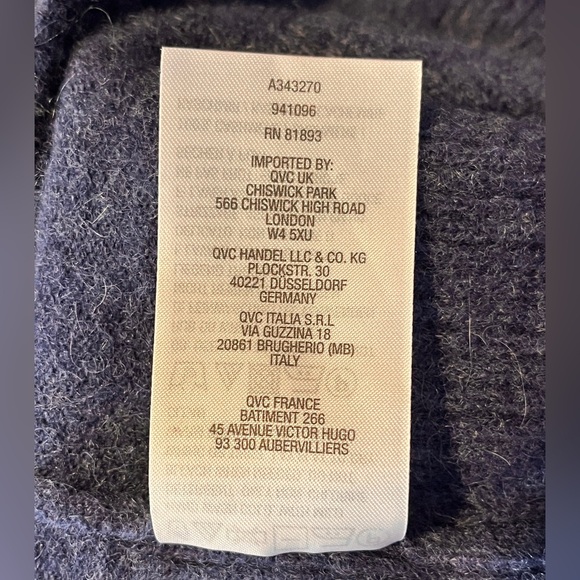 A343270
941096
RN 81893
IMPORTED BY:
QVC UK
CHISWICK PARK
566 CHISWICK HIGH ROAD
LONDON
W4 5XU
QVC HANDEL LLC & CO. KG
PLOCKSTR. 30
40221 DÜSSELDORF
GERMANY
QVC ITALIA S.R.L
VIA GUZZINA 18
20861 BRUGHERIO (MB)
ITALY
QVC FRANCE
BATIMENT 266
45 AVENUE VICTOR HUGO
93 300 AUBERVILLIERS